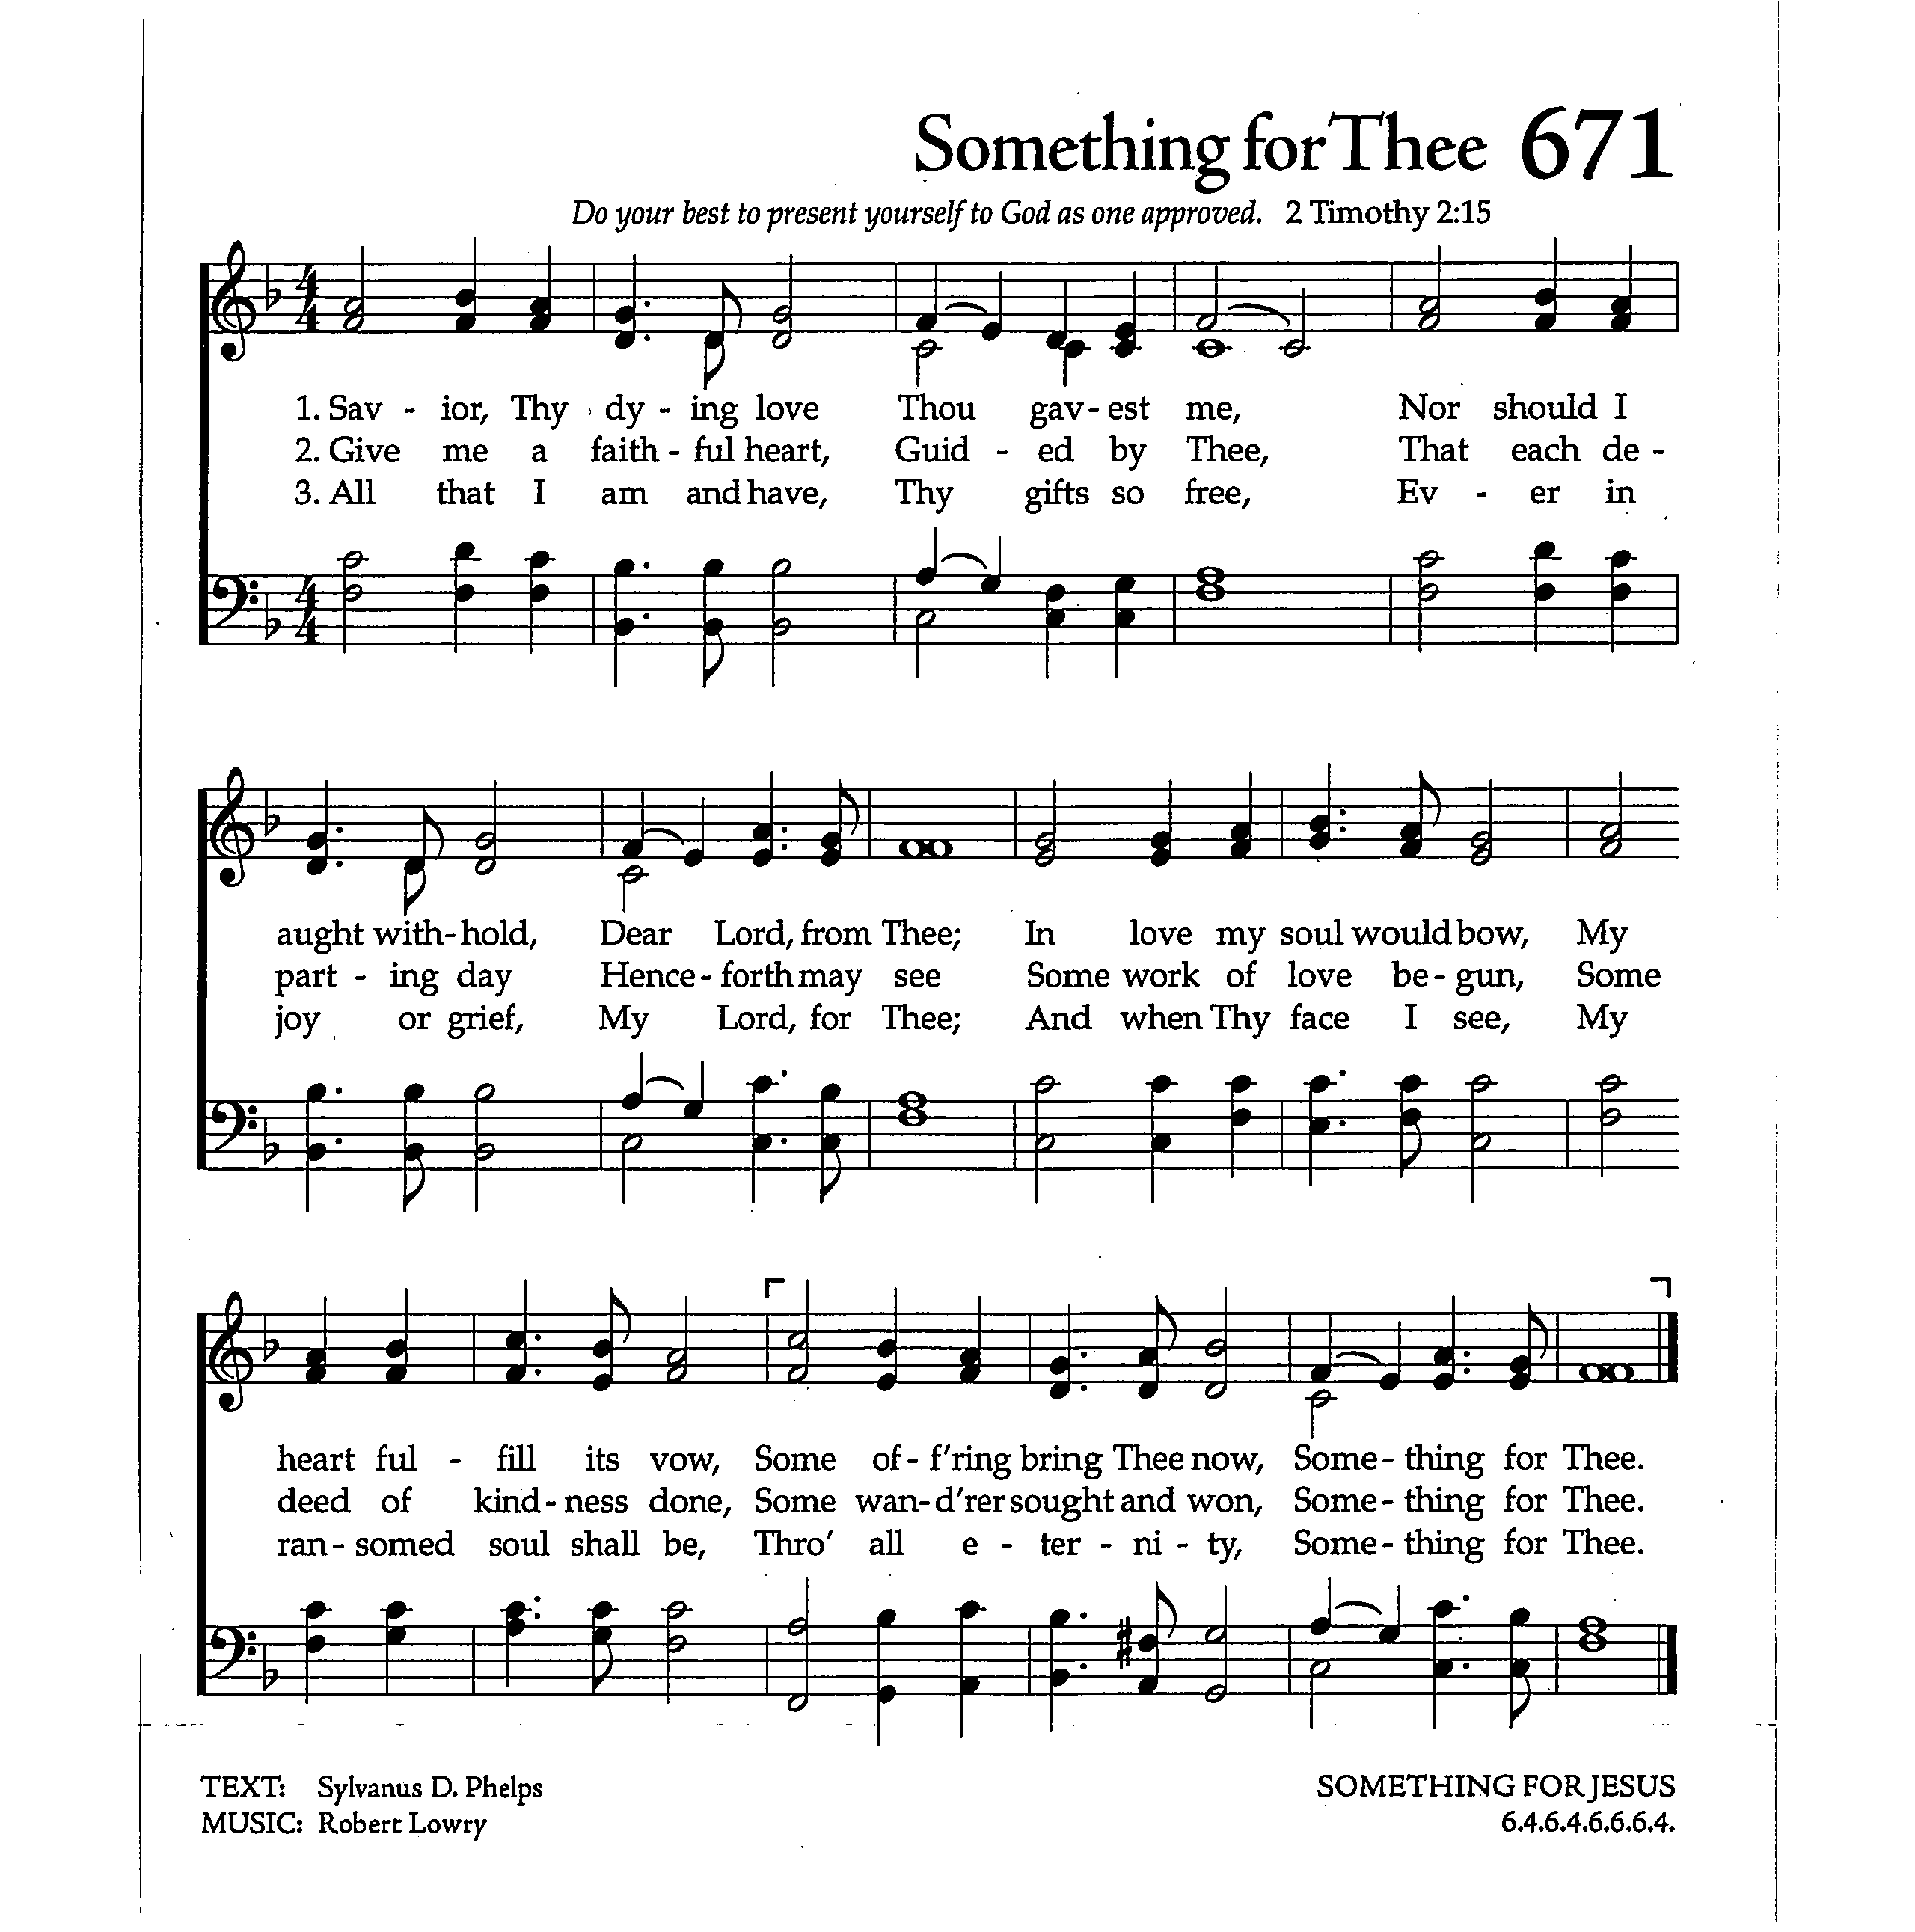 Something for Thee 671
Do your best to present yourself to God as one approved. 2 Timothy 2:15
1. Sav - ior, Thy dy - ing love Thou gav - est me, Nor should I
2. Give me a faith - ful heart, Guid - ed by Thee, That each de -
3. All that I am and have, Thy gifts so free, Ev - er in
aught with - hold, Dear Lord, from Thee; In love my soul would bow, My
part - ing day Hence - forth may see Some work of love be - gun, Some
joy or grief, My Lord, for Thee; And when Thy face I see, My
heart ful - fill its vow, Some of - f'ring bring Thee now, Some - thing for Thee.
deed of kind - ness done, Some wan - d'rer sought and won, Some - thing for Thee.
ran - somed soul shall be, Thro' all e - ter - ni - ty, Some - thing for Thee.
TEXT: Sylvanus D. Phelps
MUSIC: Robert Lowry
SOMETHING FOR JESUS
6.4.6.4.6.6.6.4.